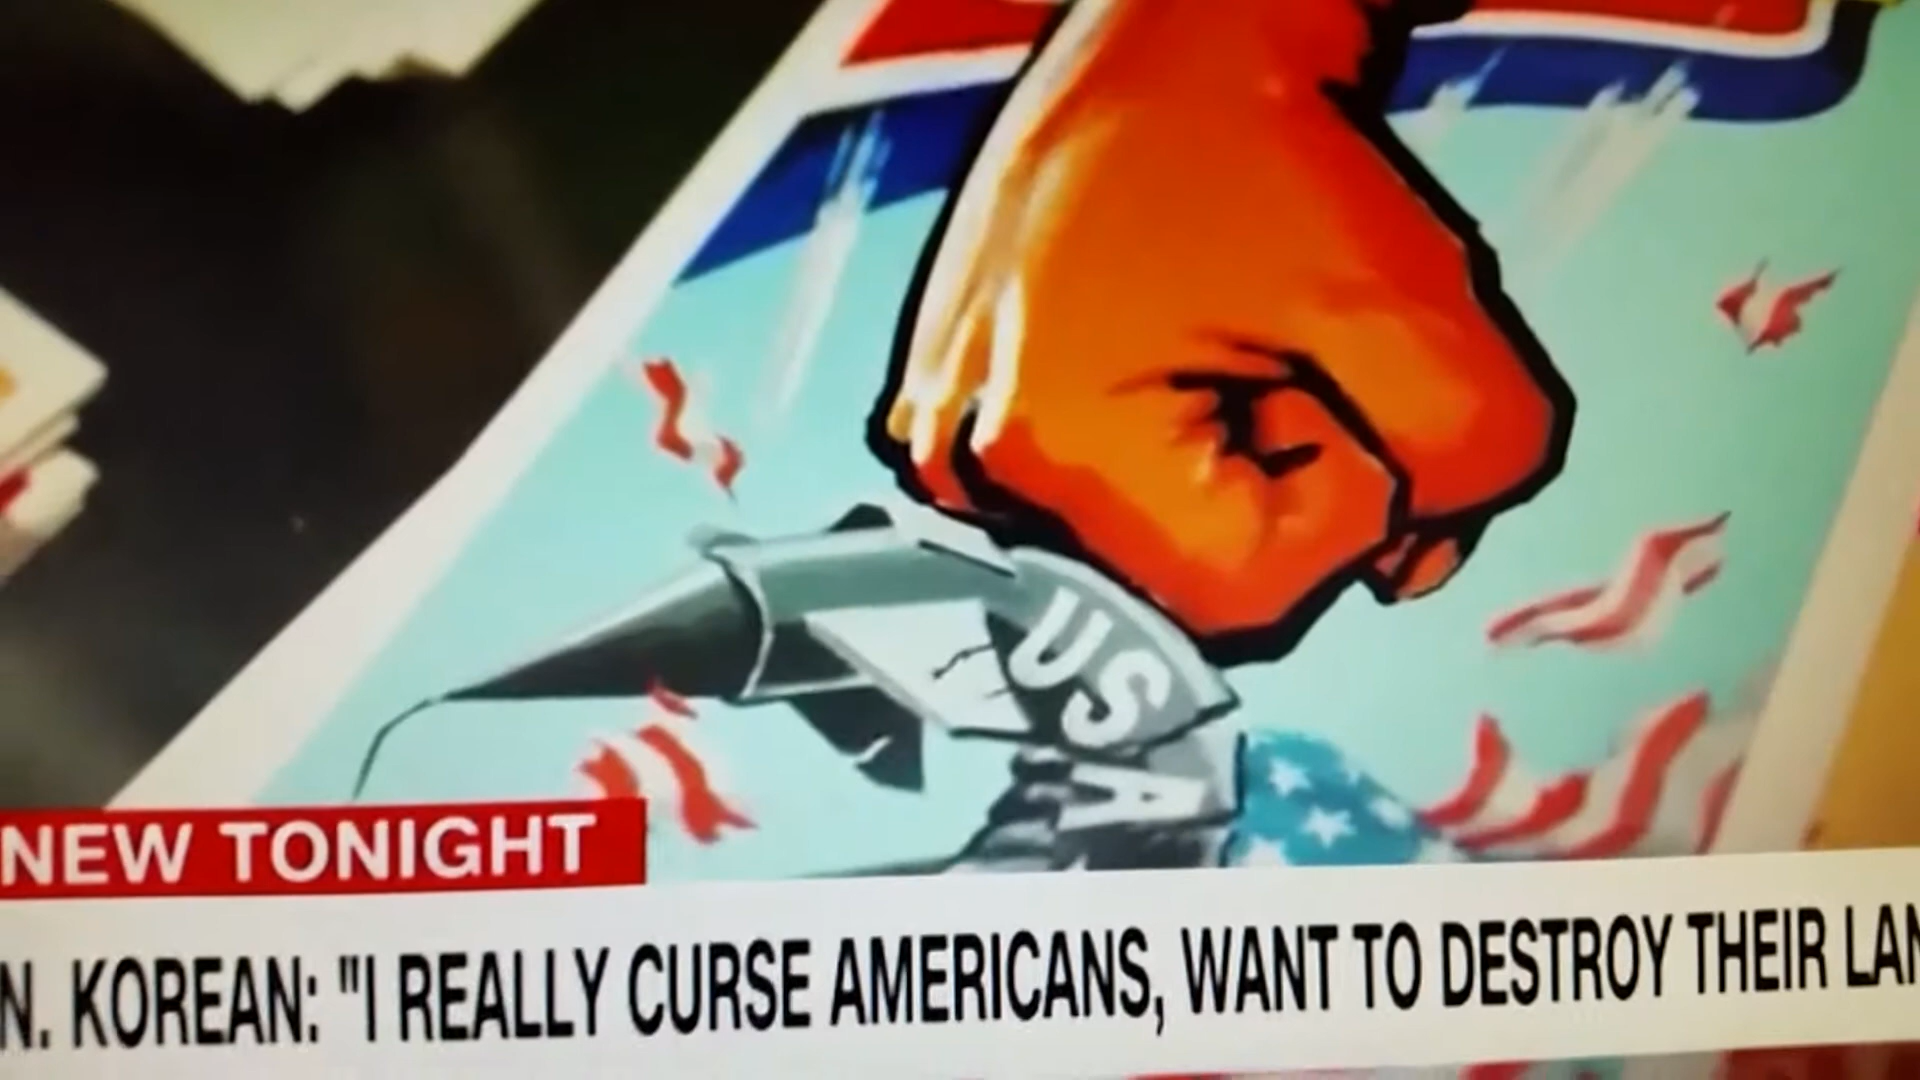 USA
NEW TONIGHT
N. KOREAN: "I REALLY CURSE AMERICANS, WANT TO DESTROY THEIR